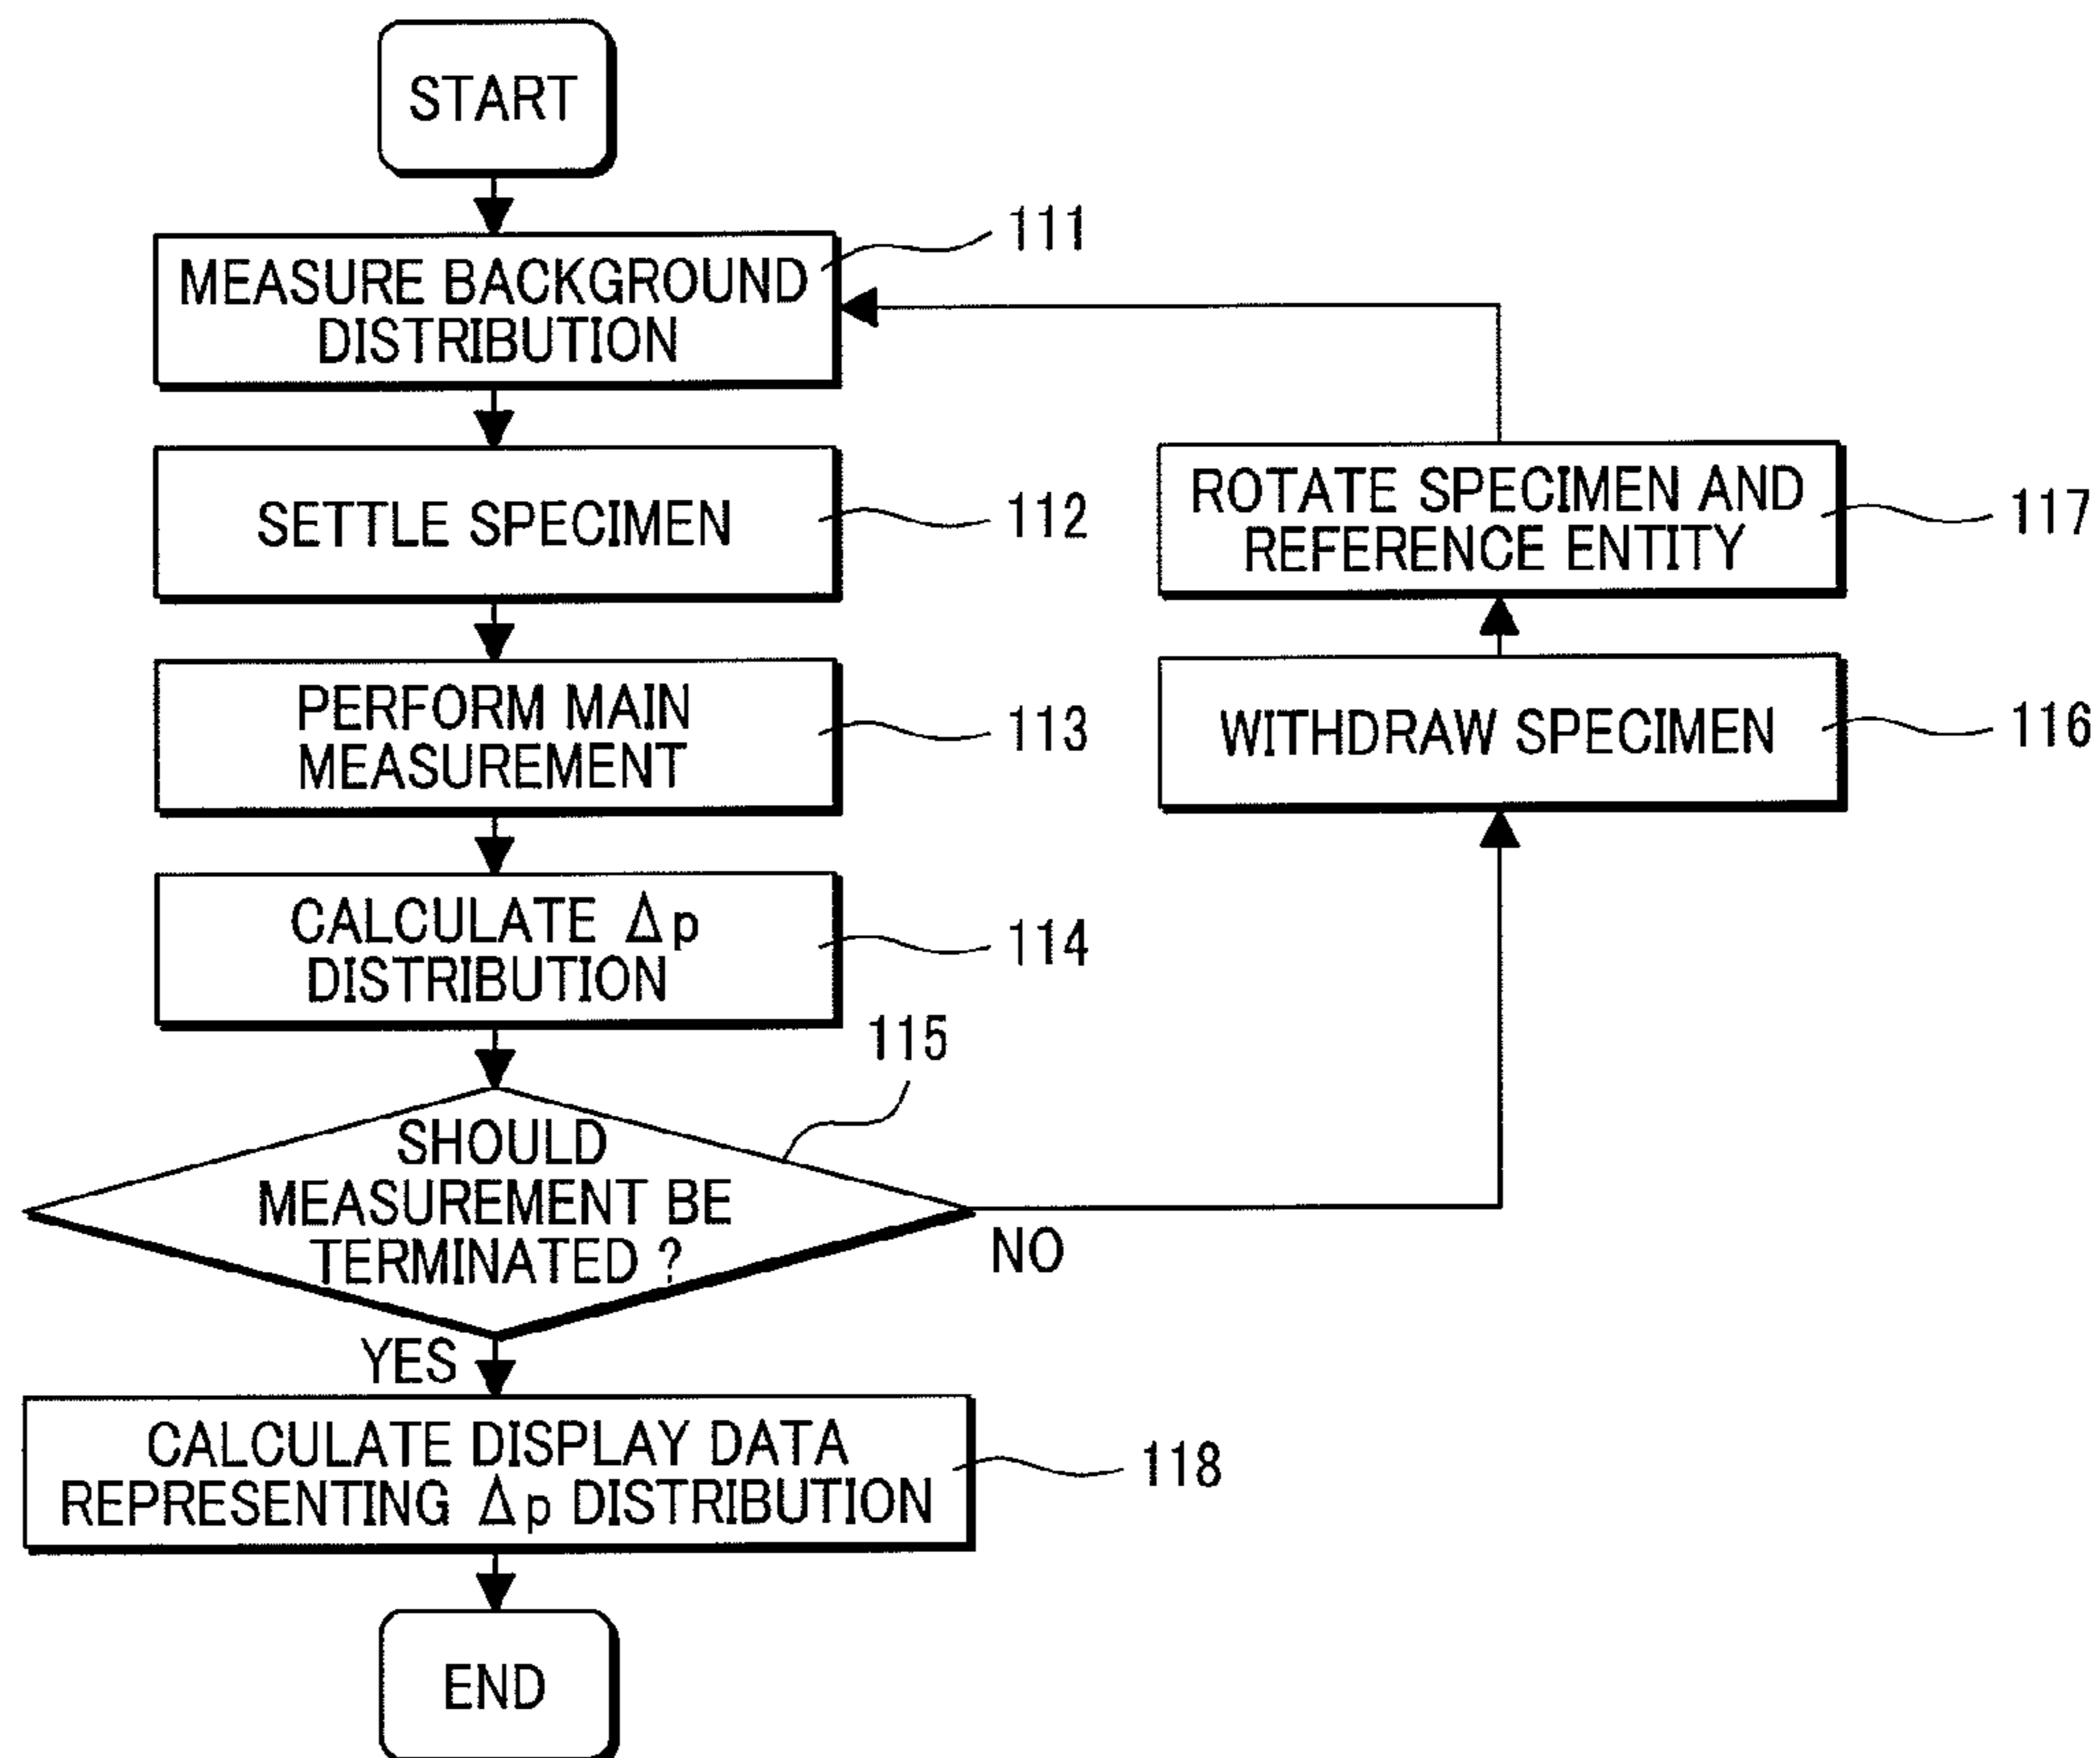 START
MEASURE BACKGROUND
DISTRIBUTION
111
SETTLE SPECIMEN
112
PERFORM MAIN
MEASUREMENT
113
CALCULATE Δp
DISTRIBUTION
114
SHOULD
MEASUREMENT BE
TERMINATED ?
115
NO
YES
WITHDRAW SPECIMEN
116
ROTATE SPECIMEN AND
REFERENCE ENTITY
117
CALCULATE DISPLAY DATA
REPRESENTING Δp DISTRIBUTION
118
END